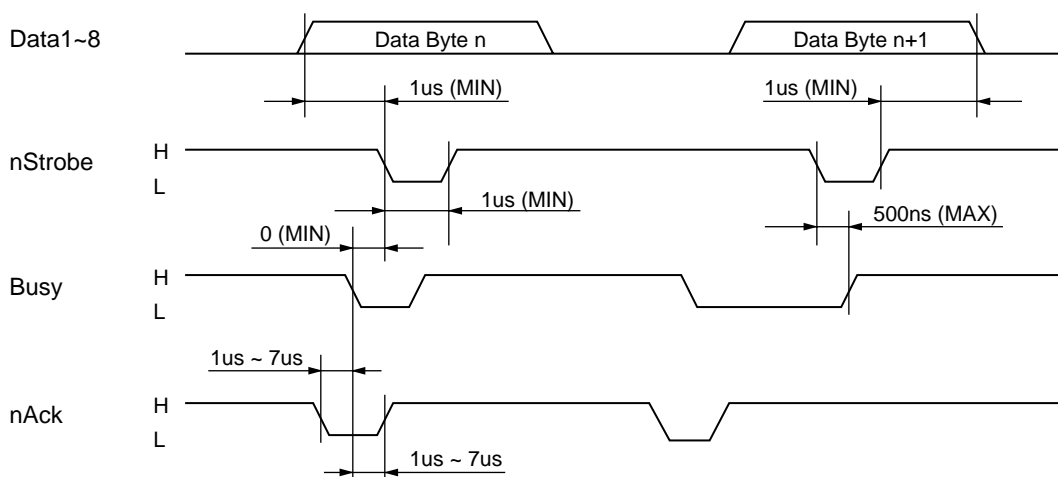 Data1~8
Data Byte n
Data Byte n+1
1us (MIN)
1us (MIN)
nStrobe
H
L
1us (MIN)
500ns (MAX)
0 (MIN)
Busy
H
L
1us ~ 7us
nAck
H
L
1us ~ 7us